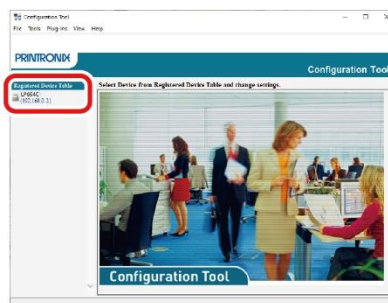 Configuration Tool
File Tools Plug-ins View Help
PRINTRONIX
Configuration Tool
Registered Device Table
Select Device from Registered Device Table and change settings.
LP654C
Configuration Tool